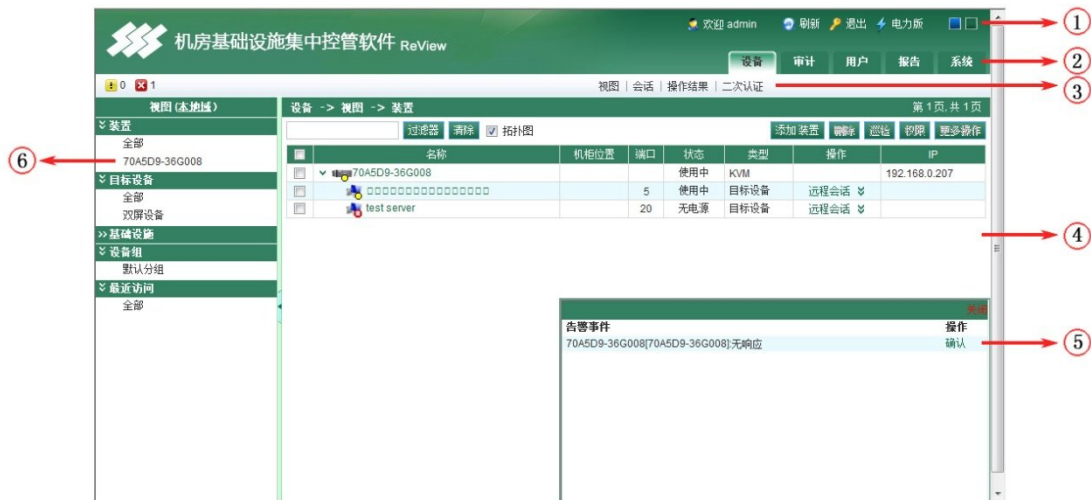 欢迎 admin 刷新 退出 电力版 ①
机房基础设施集中控管软件 ReView
设备 审计 用户 报告 系统 ②
0 1 视图 | 会话 | 操作结果 | 二次认证 ③
视图 (本地域) 设备 -> 视图 -> 装置 第1页,共1页
装置 过滤器 清除 拓扑图 添加装置 删除 巡检 权限 更多操作
全部 名称 机柜位置 端口 状态 类型 操作 IP
⑥ 70A5D9-36G008 70A5D9-36G008 使用中 KVM 192.168.0.207
目标设备 5 使用中 目标设备 远程会话
全部 test server 20 无电源 目标设备 远程会话
双屏设备
基础设施 ④
设备组
默认分组
最近访问
全部 关闭
告警事件 操作
70A5D9-36G008[70A5D9-36G008]:无响应 确认 ⑤